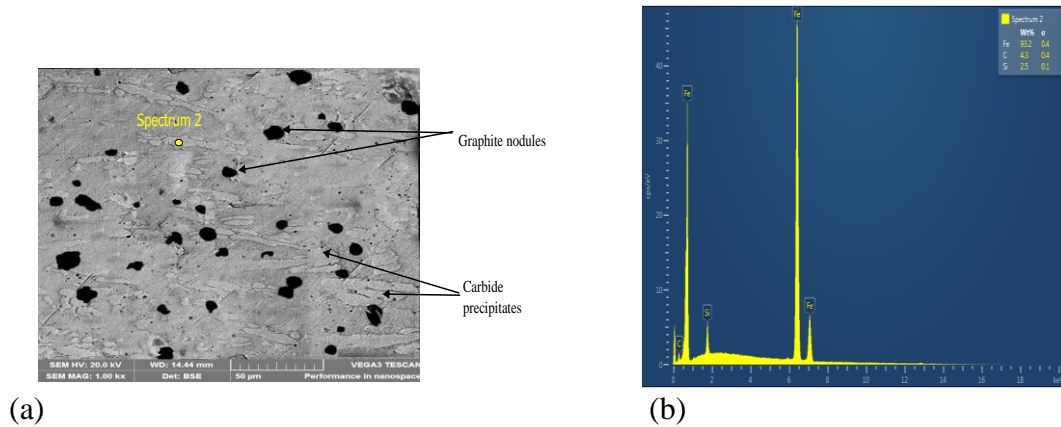 Spectrum 2
Graphite nodules
Carbide
precipitates
SEM HV: 20.0 kV WD: 14.44 mm VEGA3 TESCAN
SEM MAG: 1.00 kx Det: BSE 50 µm Performance in nanospace
(a)
Spectrum 2
Wt% σ
Fe 93.2 0.4
C 4.3 0.4
Si 2.5 0.1
cps/eV
40
30
20
10
0
Fe
C
Si
Fe
Fe
0 2 4 6 8 10 12 14 16 18 keV
(b)